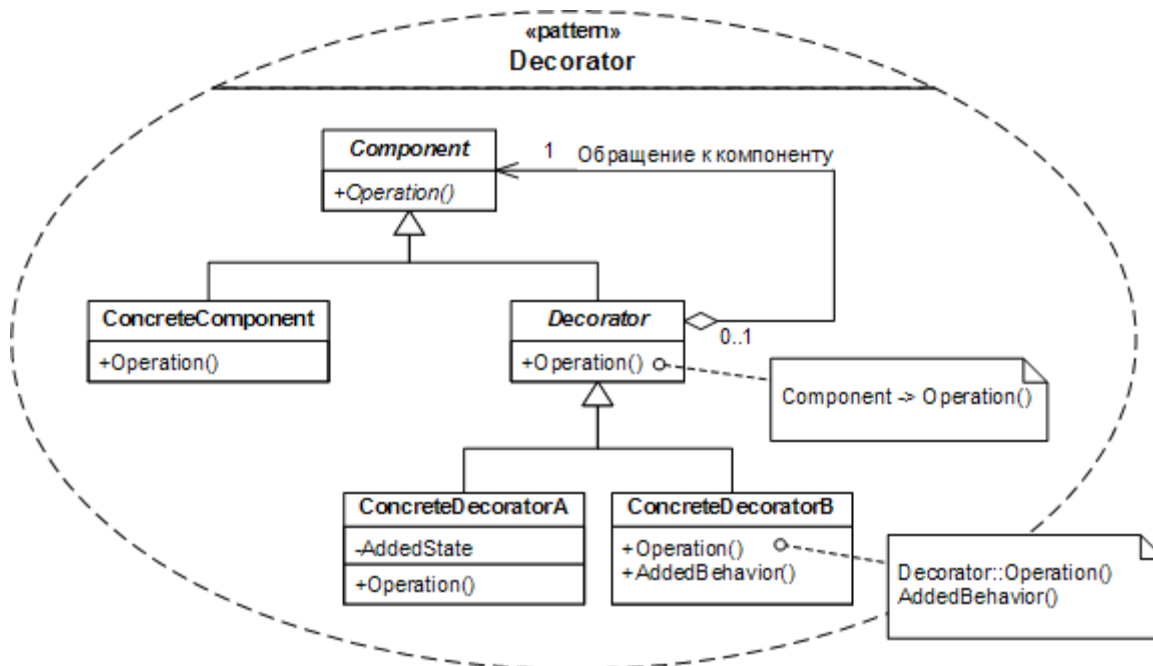 «pattern»
Decorator
Component
+Operation()
1
Обращение к компоненту
ConcreteComponent
+Operation()
Decorator
+Operation()
0..1
Component -> Operation()
ConcreteDecoratorA
-AddedState
+Operation()
ConcreteDecoratorB
+Operation()
+AddedBehavior()
Decorator::Operation()
AddedBehavior()